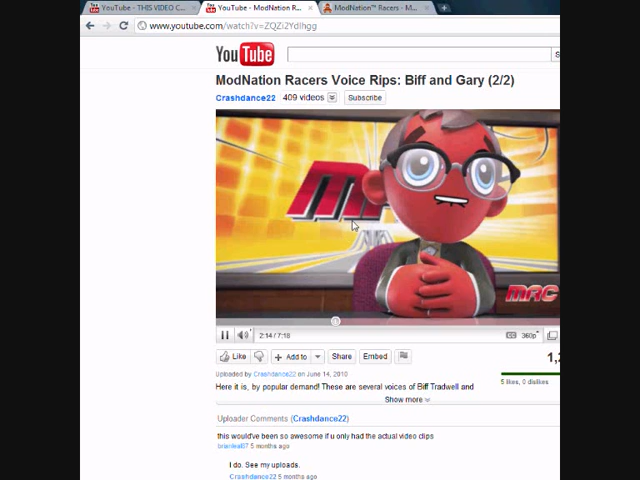 YouTube - THIS VIDEO C...
YouTube - ModNation R...
ModNation™ Racers - M...
www.youtube.com/watch?v=ZQZi2Ydlhgg
YouTube
S
ModNation Racers Voice Rips: Biff and Gary (2/2)
Crashdance22 409 videos Subscribe
M
MRC
2:14 / 7:18
CC 360p
Like
Add to
Share
Embed
1,
Uploaded by Crashdance22 on June 14, 2010
5 likes, 0 dislikes
Here it is, by popular demand! These are several voices of Biff Tradwell and
Show more
Uploader Comments (Crashdance22)
this would've been so awesome if u only had the actual video clips
5 months ago
I do. See my uploads.
Crashdance22 5 months ago